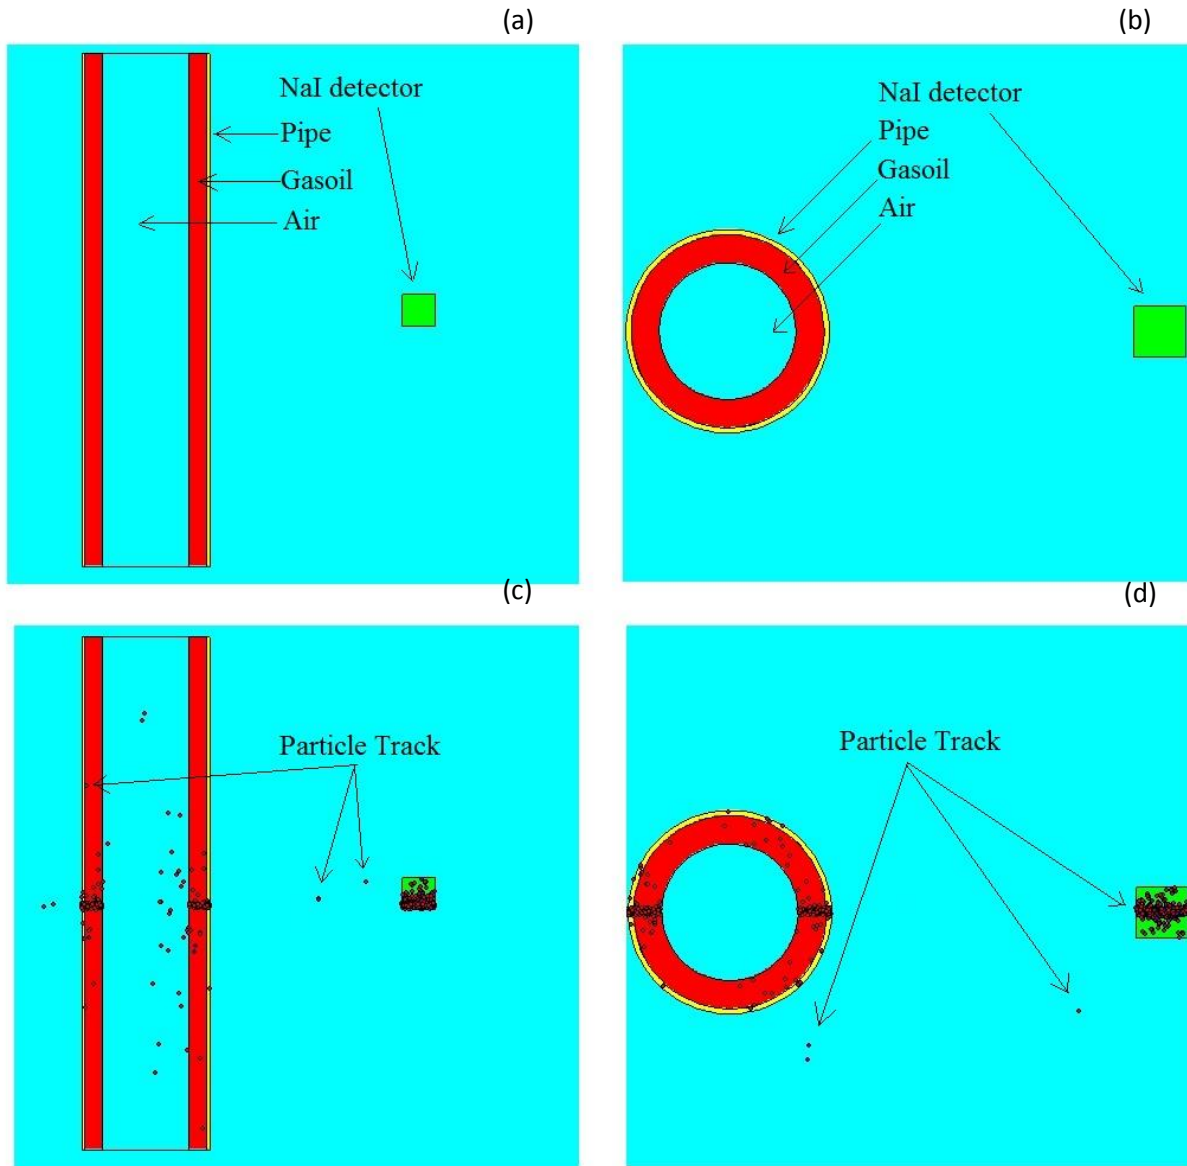 (a)
NaI detector
Pipe
Gasoil
Air
(b)
NaI detector
Pipe
Gasoil
Air
(c)
Particle Track
(d)
Particle Track